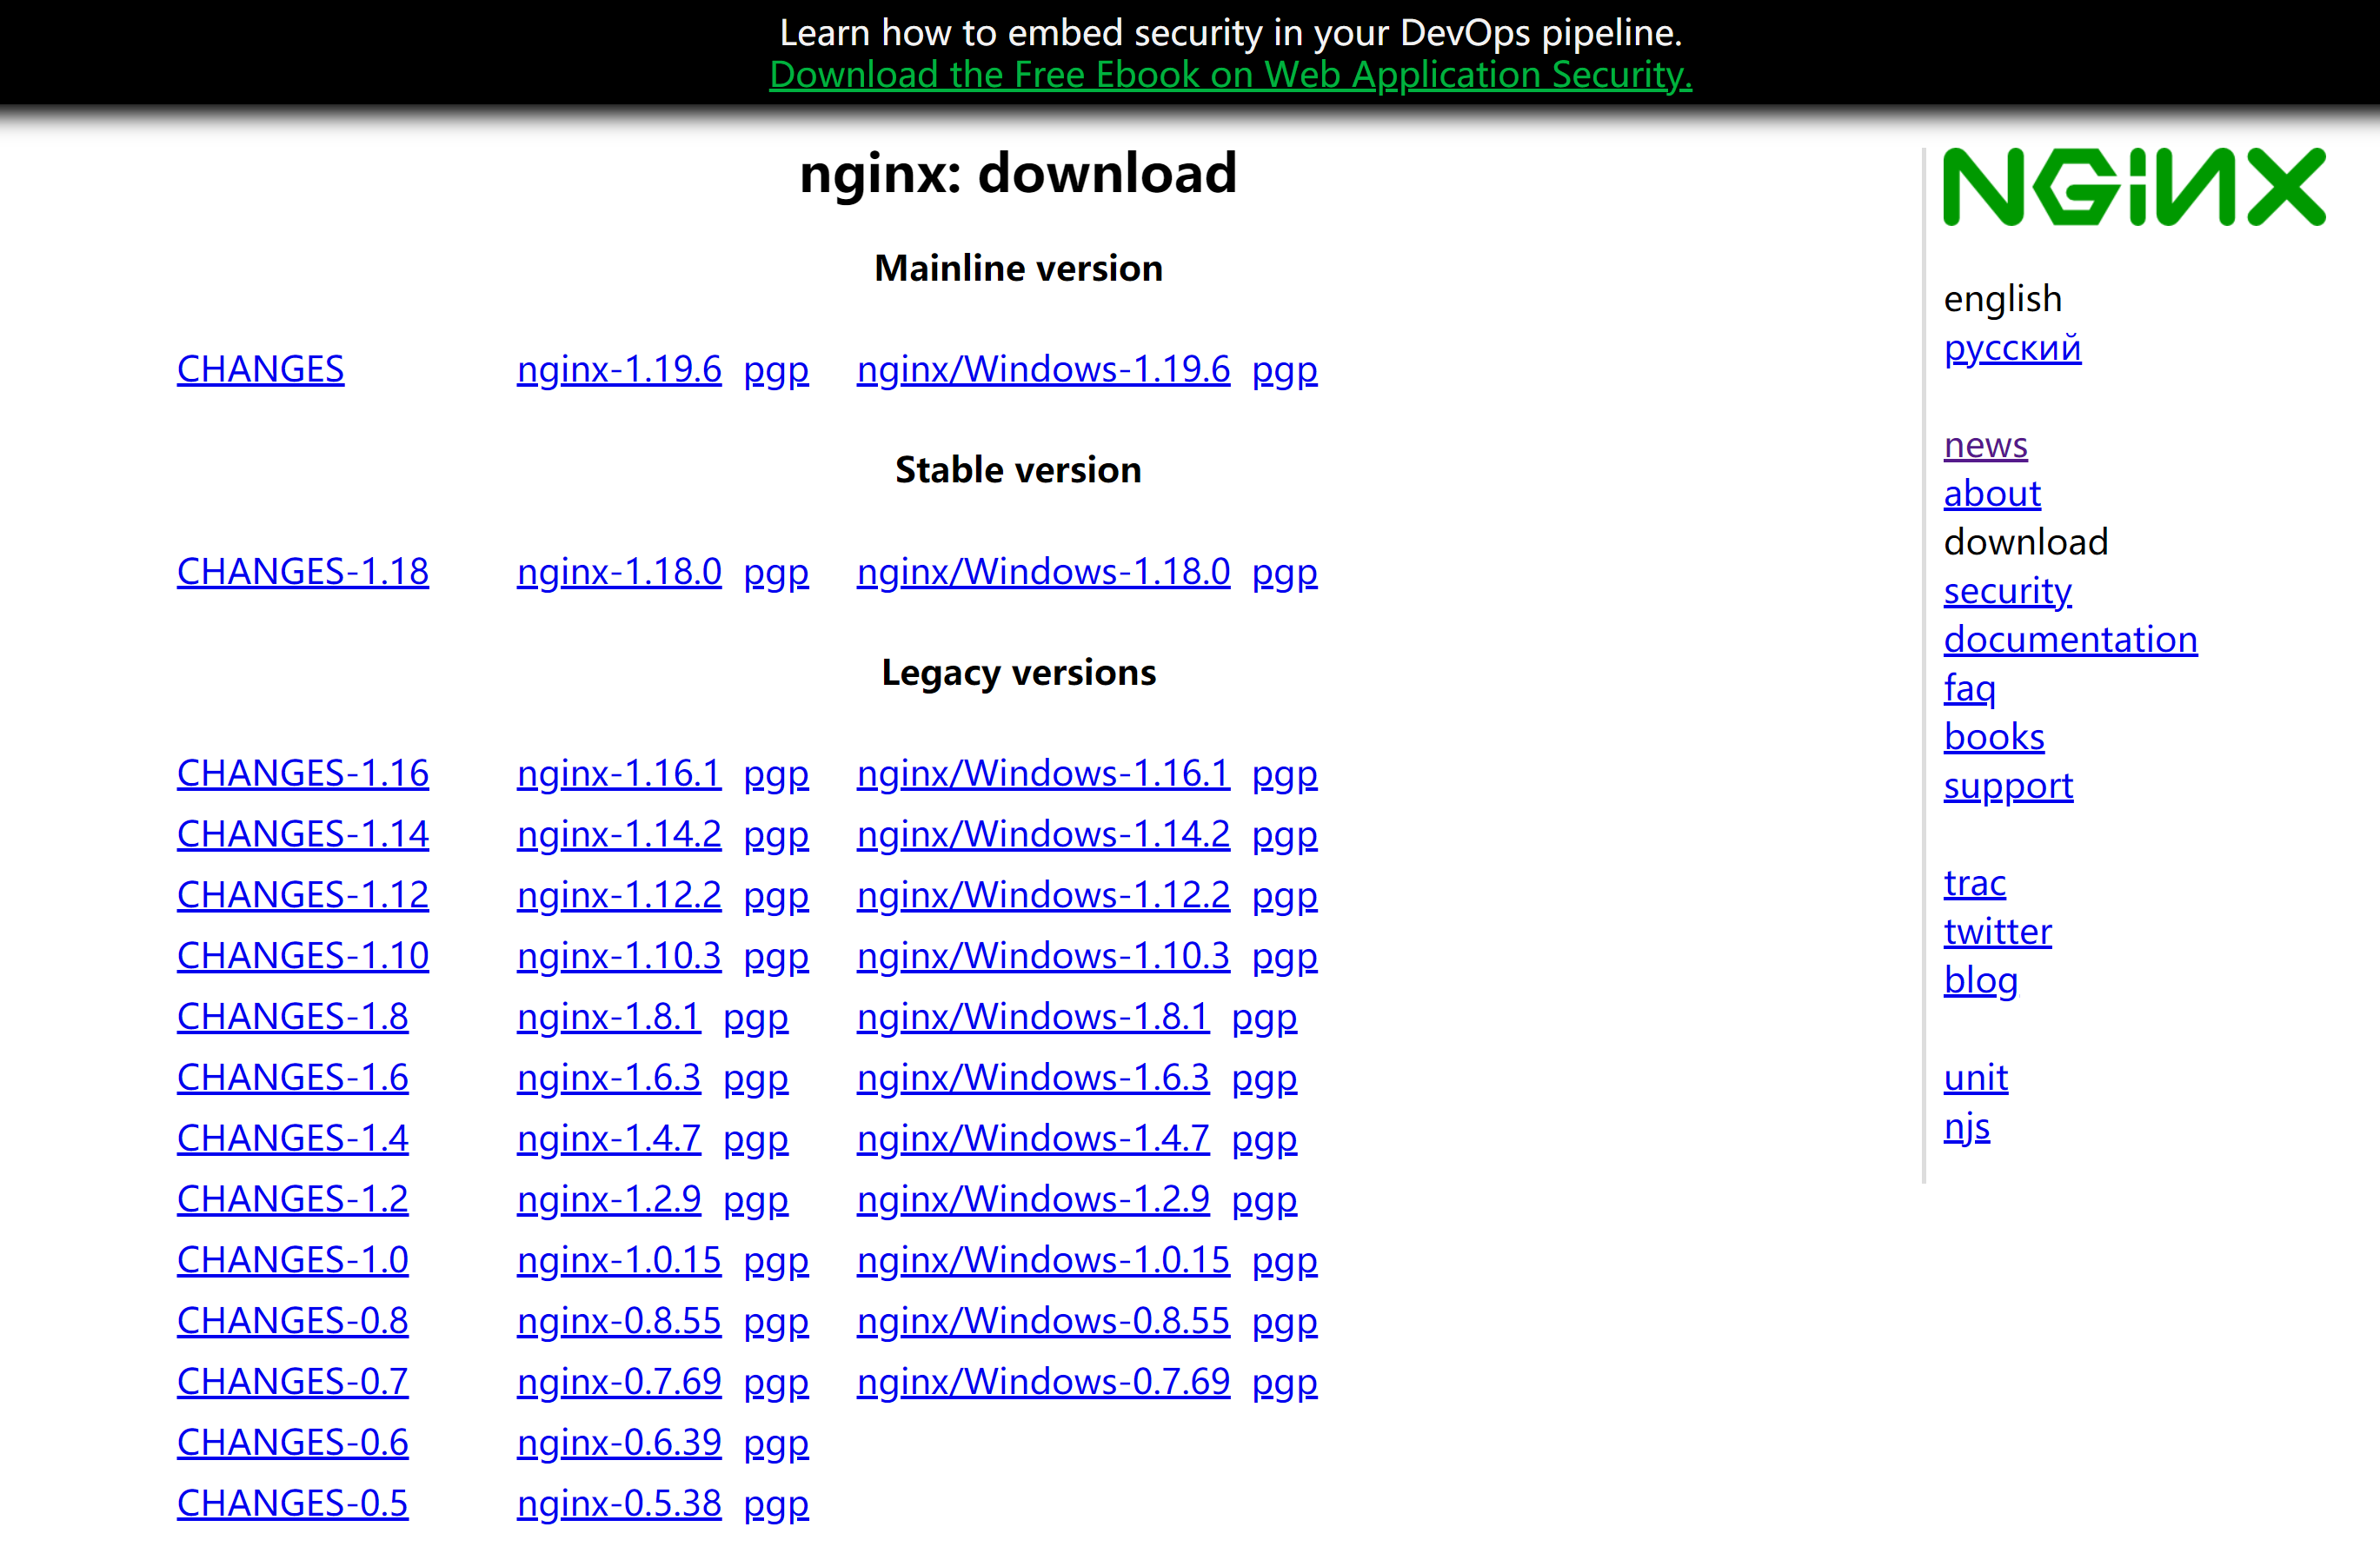 Learn how to embed security in your DevOps pipeline.
Download the Free Ebook on Web Application Security.
nginx: download
Mainline version
CHANGES nginx-1.19.6 pgp nginx/Windows-1.19.6 pgp
Stable version
CHANGES-1.18 nginx-1.18.0 pgp nginx/Windows-1.18.0 pgp
Legacy versions
CHANGES-1.16 nginx-1.16.1 pgp nginx/Windows-1.16.1 pgp
CHANGES-1.14 nginx-1.14.2 pgp nginx/Windows-1.14.2 pgp
CHANGES-1.12 nginx-1.12.2 pgp nginx/Windows-1.12.2 pgp
CHANGES-1.10 nginx-1.10.3 pgp nginx/Windows-1.10.3 pgp
CHANGES-1.8 nginx-1.8.1 pgp nginx/Windows-1.8.1 pgp
CHANGES-1.6 nginx-1.6.3 pgp nginx/Windows-1.6.3 pgp
CHANGES-1.4 nginx-1.4.7 pgp nginx/Windows-1.4.7 pgp
CHANGES-1.2 nginx-1.2.9 pgp nginx/Windows-1.2.9 pgp
CHANGES-1.0 nginx-1.0.15 pgp nginx/Windows-1.0.15 pgp
CHANGES-0.8 nginx-0.8.55 pgp nginx/Windows-0.8.55 pgp
CHANGES-0.7 nginx-0.7.69 pgp nginx/Windows-0.7.69 pgp
CHANGES-0.6 nginx-0.6.39 pgp
CHANGES-0.5 nginx-0.5.38 pgp
NGiNX
english
русский
news
about
download
security
documentation
faq
books
support
trac
twitter
blog
unit
njs